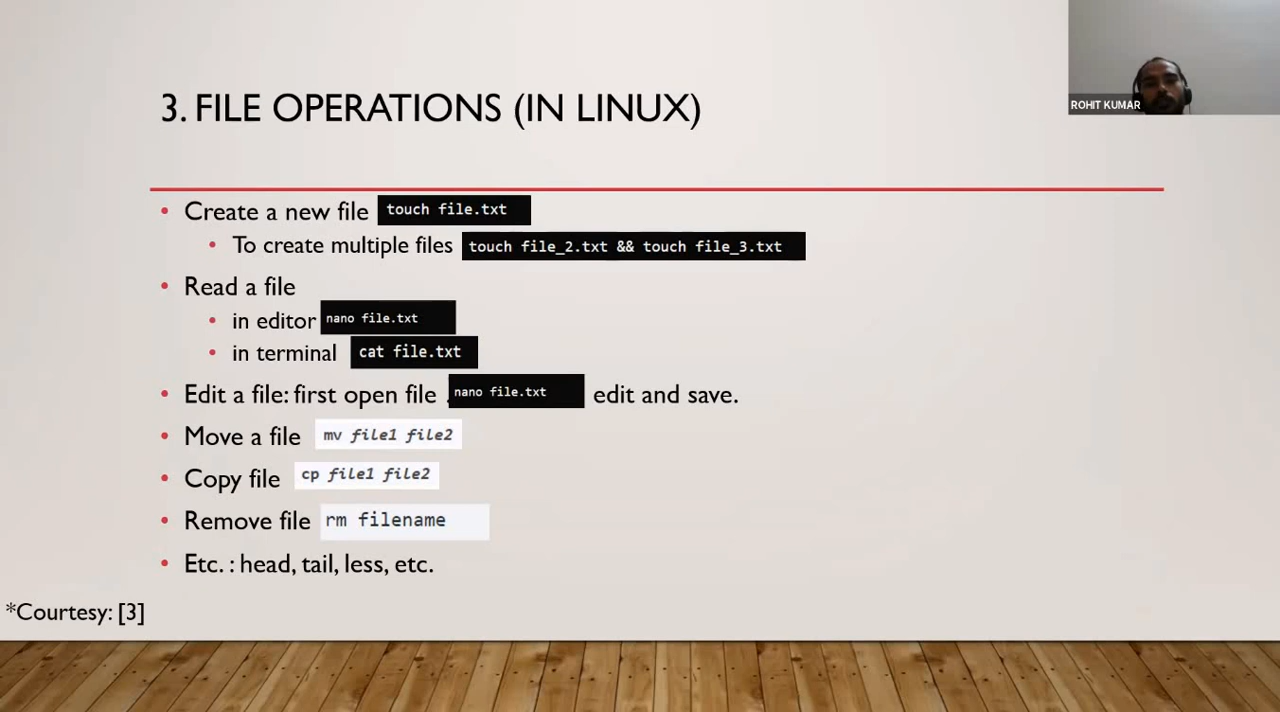 3. FILE OPERATIONS (IN LINUX)
ROHIT KUMAR
• Create a new file touch file.txt
• To create multiple files touch file_2.txt && touch file_3.txt
• Read a file
• in editor nano file.txt
• in terminal cat file.txt
• Edit a file: first open file . nano file.txt edit and save.
• Move a file mv file1 file2
• Copy file cp file1 file2
• Remove file rm filename
• Etc. : head, tail, less, etc.
*Courtesy: [3]